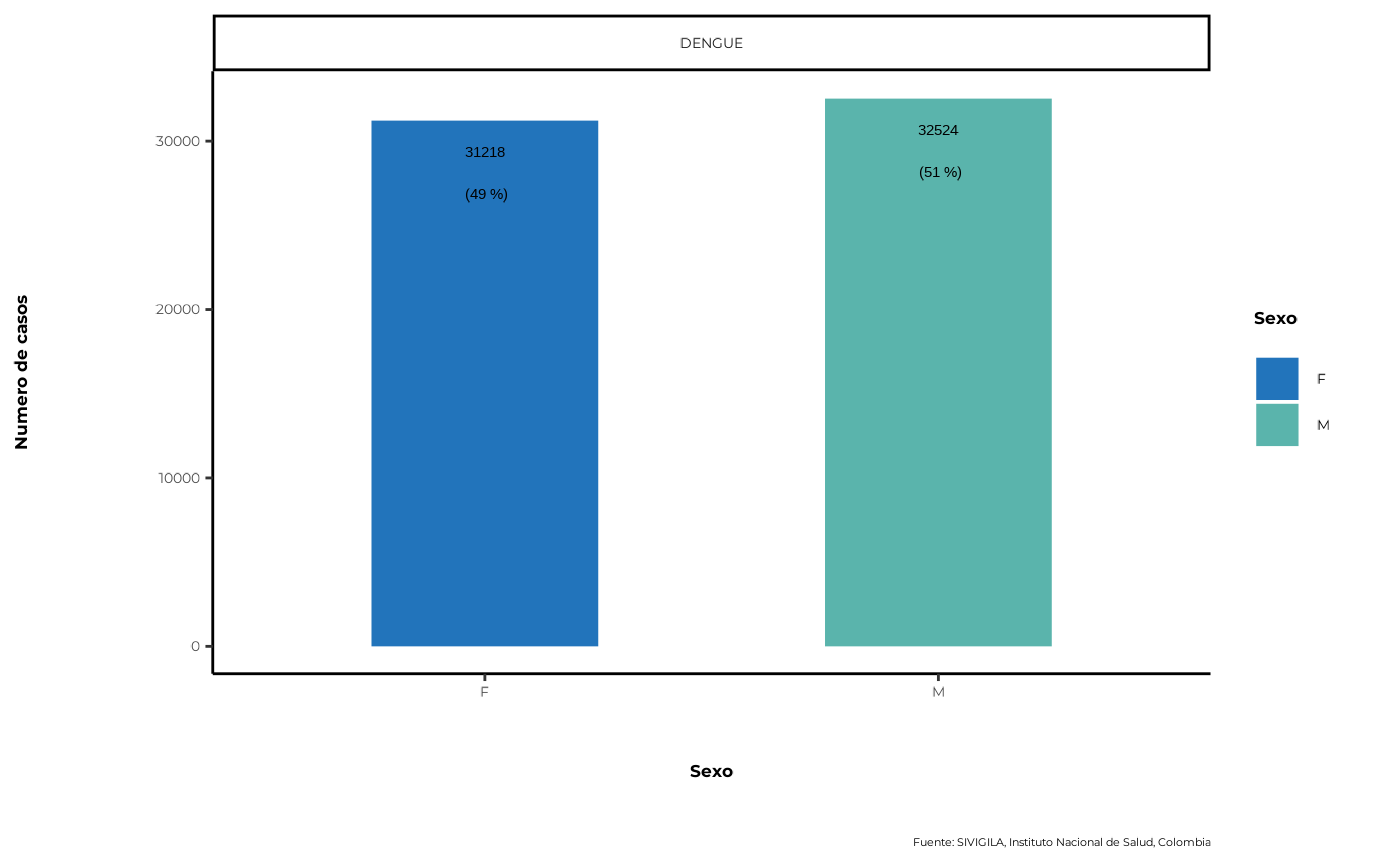 DENGUE
Numero de casos
30000
20000
10000
0
31218
(49 %)
32524
(51 %)
F
M
Sexo
Sexo
F
M
Fuente: SIVIGILA, Instituto Nacional de Salud, Colombia